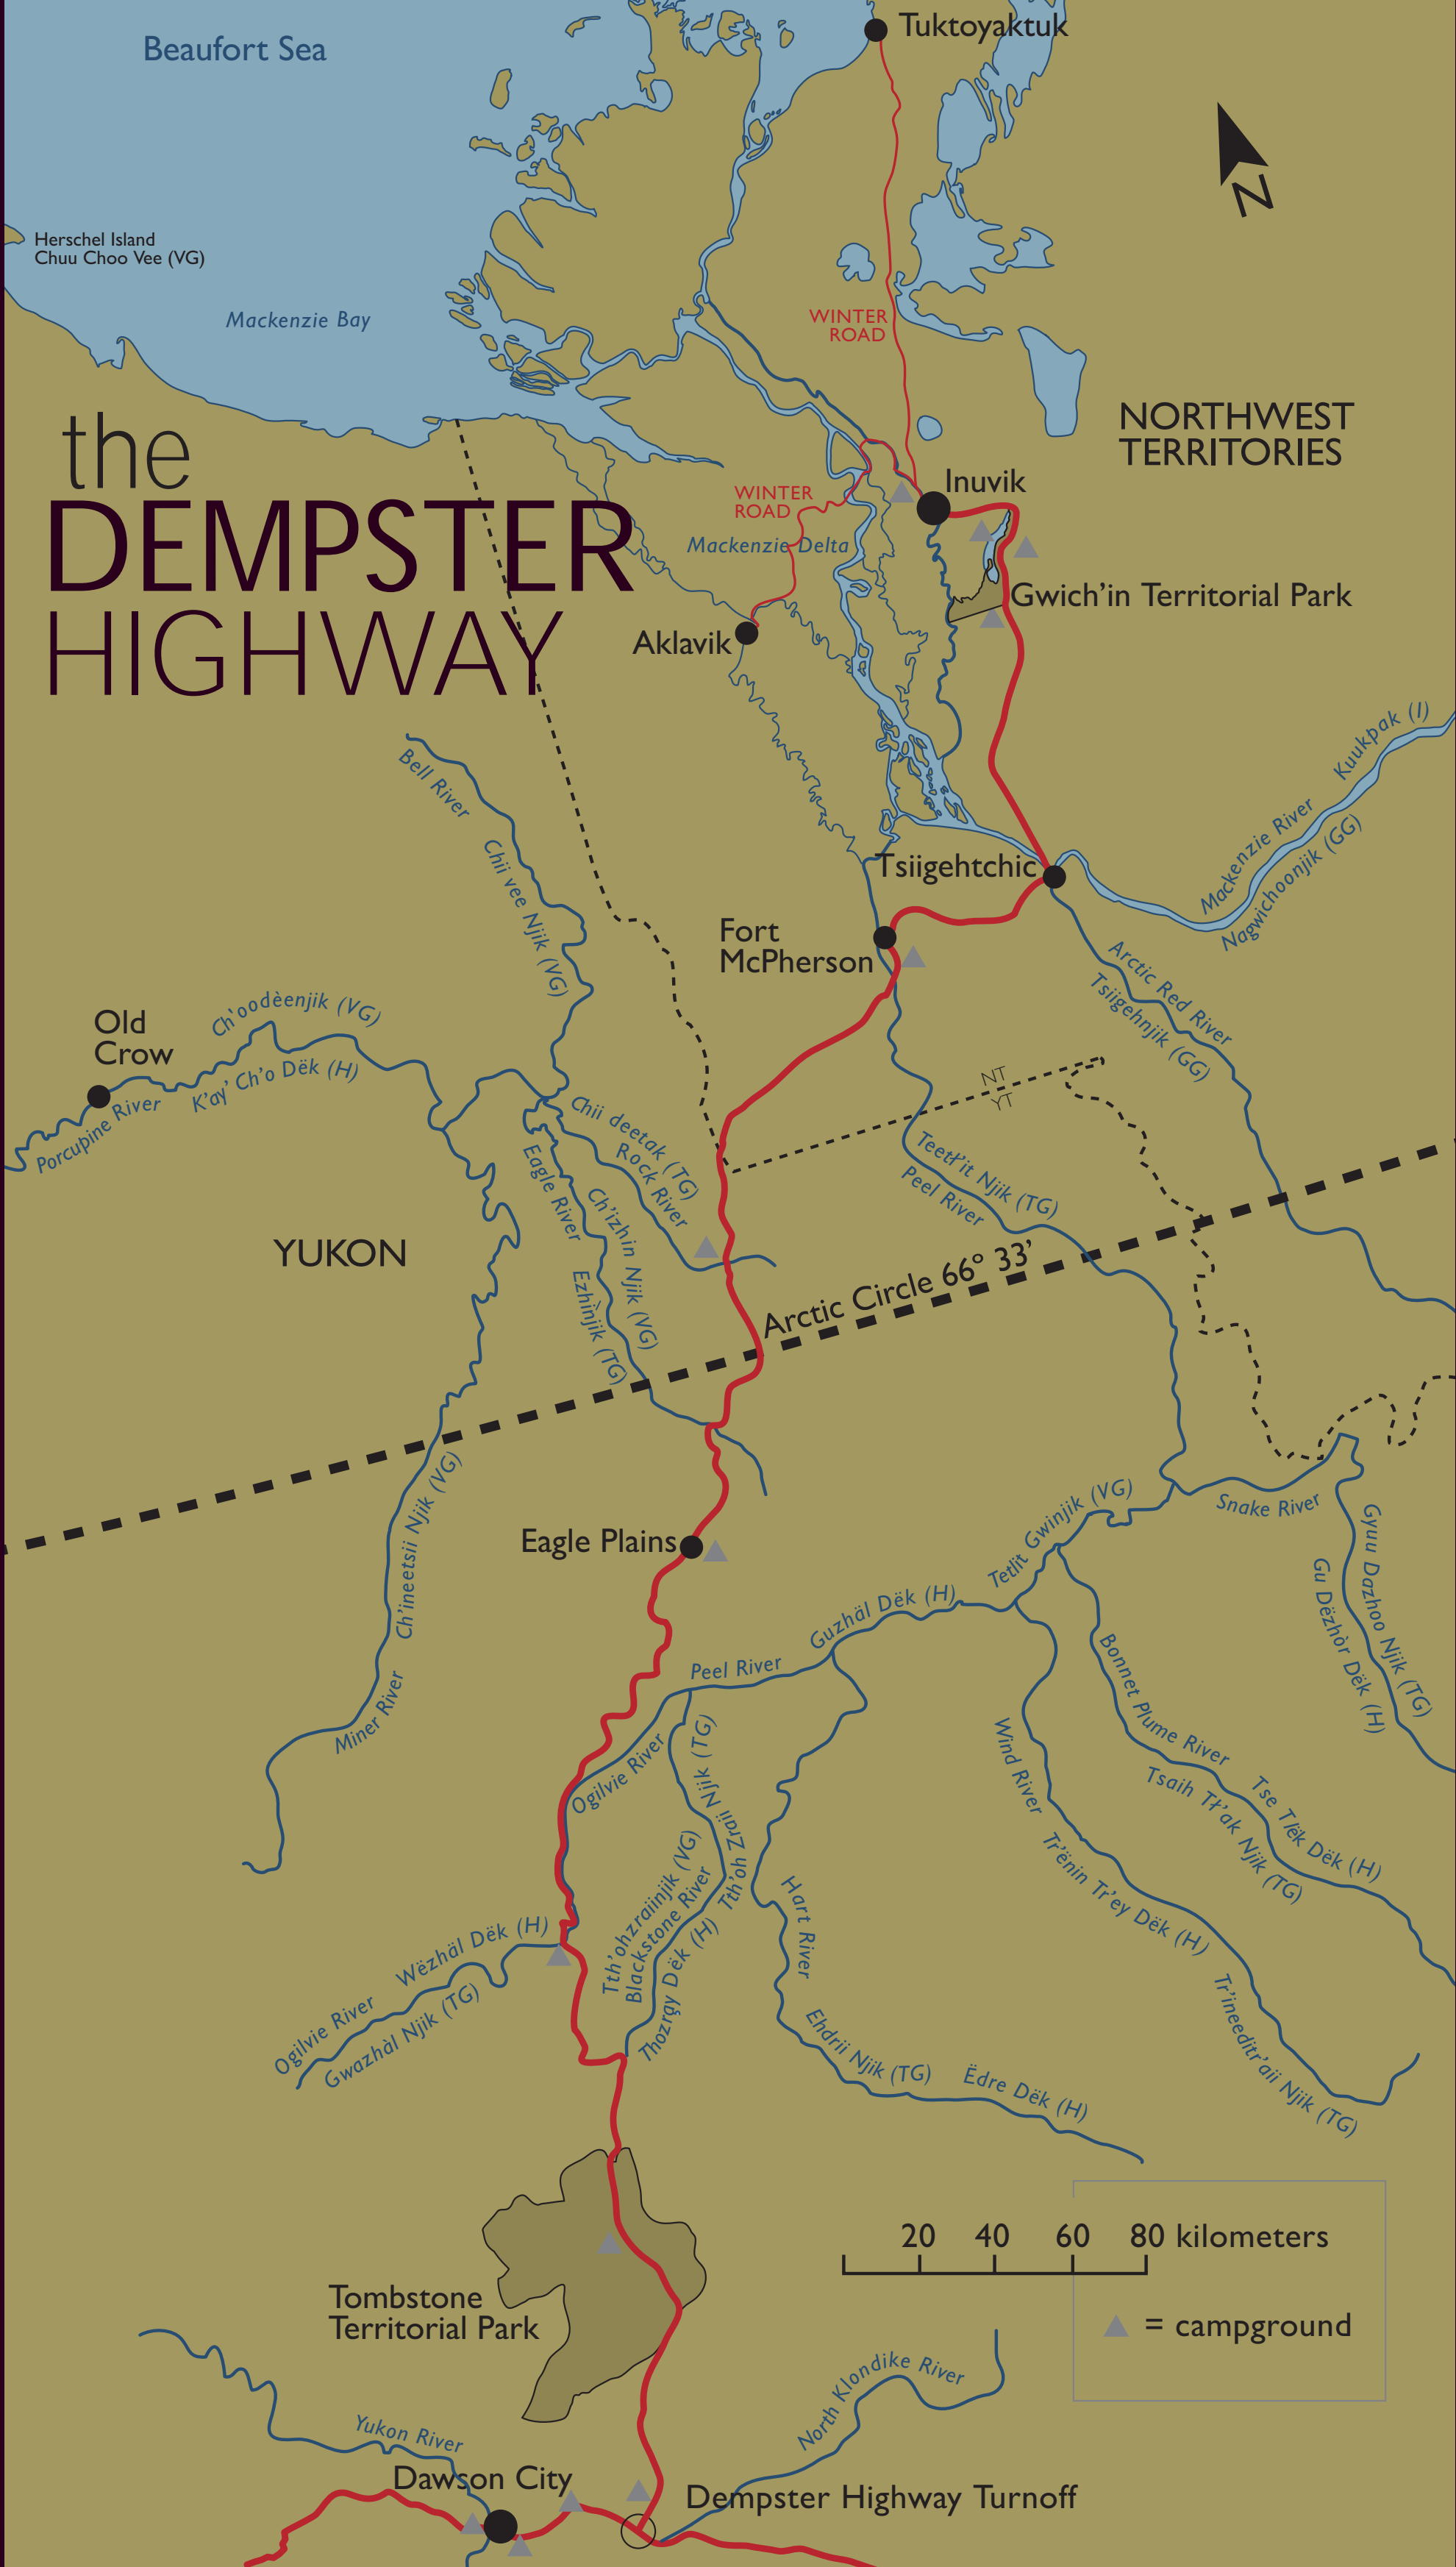 Tuktoyaktuk
Beaufort Sea
N
Herschel Island
Chuu Choo Vee (VG)
Mackenzie Bay
WINTER
ROAD
the
DEMPSTER
HIGHWAY
NORTHWEST
TERRITORIES
Inuvik
WINTER
ROAD
Mackenzie Delta
Gwich'in Territorial Park
Aklavik
Kuukpak (I)
Mackenzie River
Nagwichoonjik (GG)
Bell River
Chii vee Njik (VG)
Tsiigehtchic
Fort
McPherson
Arctic Red River
Tsiigehnjik (GG)
Old
Crow
Ch'oodèenjik (VG)
K'ay' Ch'o Dëk (H)
Porcupine River
NT
YT
Chii deetak (TG)
Rock River
Eagle River
Ch'izhin Njik (VG)
Ezhìnjik (TG)
Teetł'it Njik (TG)
Peel River
YUKON
Arctic Circle 66º 33'
Ch'ineetsii Njik (VG)
Miner River
Eagle Plains
Tetlit Gwinjik (VG)
Snake River
Gyuu Dazhoo Njik (TG)
Gu Dëzhòr Dëk (H)
Guzhäl Dëk (H)
Peel River
Ogilvie River
Bonnet Plume River
Tsaih Tł'ak Njik (TG)
Tse Tlëk Dëk (H)
Wind River
Tr'ënin Tr'ey Dëk (H)
Tr'ineeditr'aii Njik (TG)
Tth'oh Zraii Njik (TG)
Tth'ohzraiinjik (VG)
Blackstone River
Thozrąy Dëk (H)
Hart River
Ehdrii Njik (TG)
Ëdre Dëk (H)
Wëzhäl Dëk (H)
Ogilvie River
Gwazhàl Njik (TG)
20 40 60 80 kilometers
= campground
Tombstone
Territorial Park
North Klondike River
Yukon River
Dawson City
Dempster Highway Turnoff